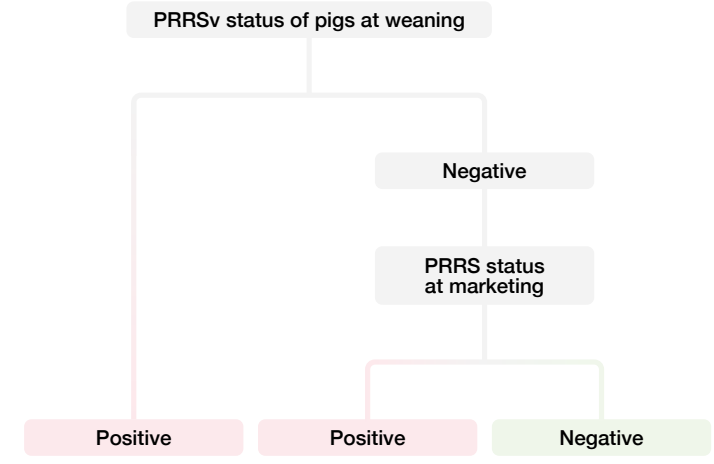 PRRSv status of pigs at weaning
Negative
PRRS status
at marketing
Positive
Positive
Negative